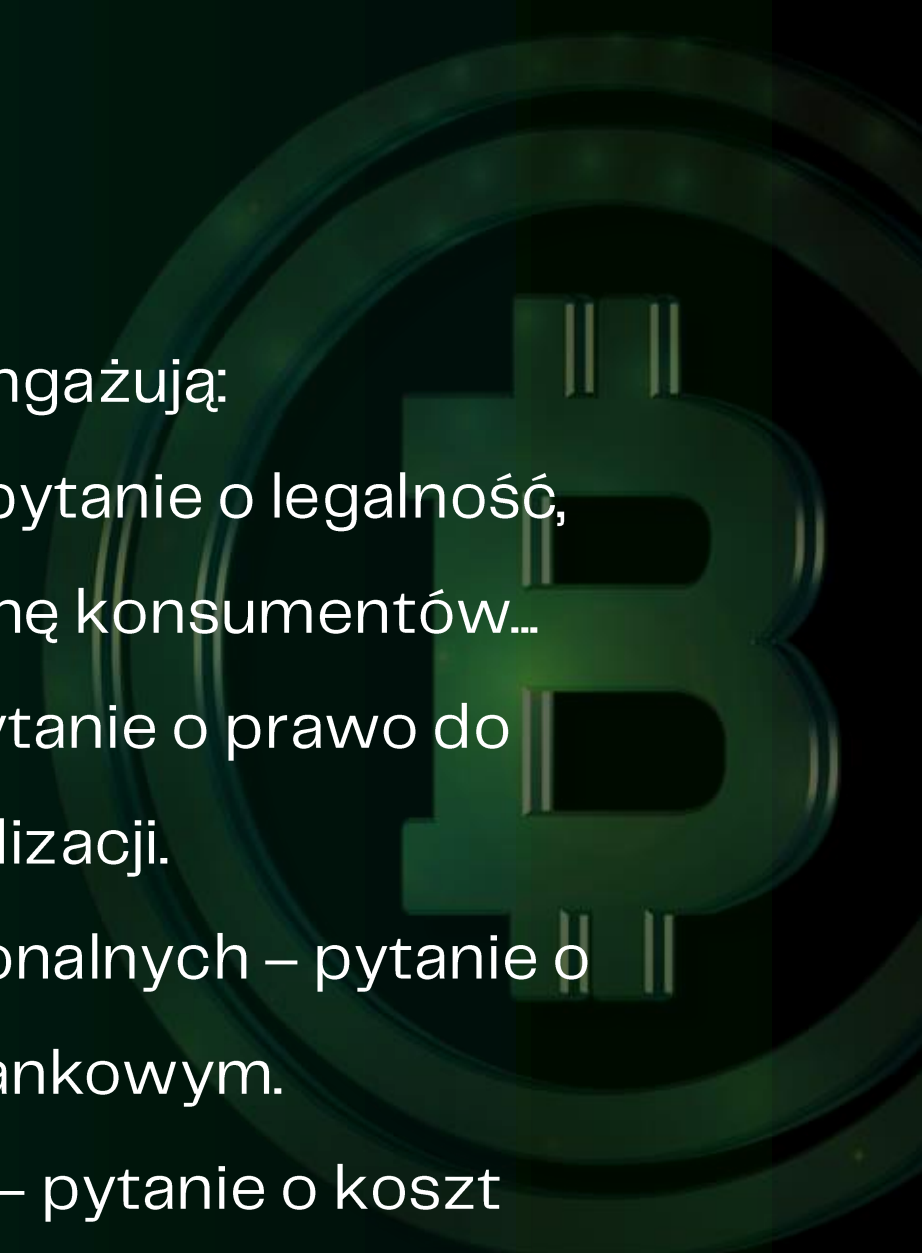 ngażują:
pytanie o legalność,
nę konsumentów...
ytanie o prawo do
lizacji.
onalnych – pytanie o
ankowym.
– pytanie o koszt